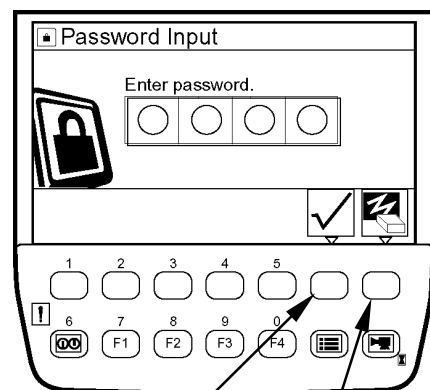 Password Input
Enter password.
1 2 3 4 5
6 7 8 9 0
F1 F2 F3 F4